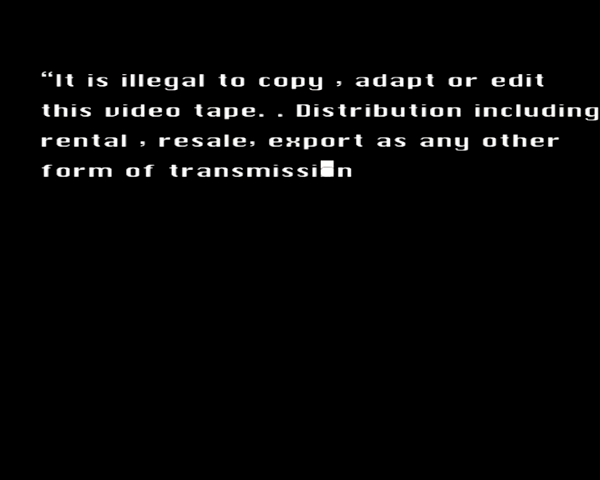 “It is illegal to copy , adapt or edit
this video tape. . Distribution including
rental , resale, export as any other
form of transmission